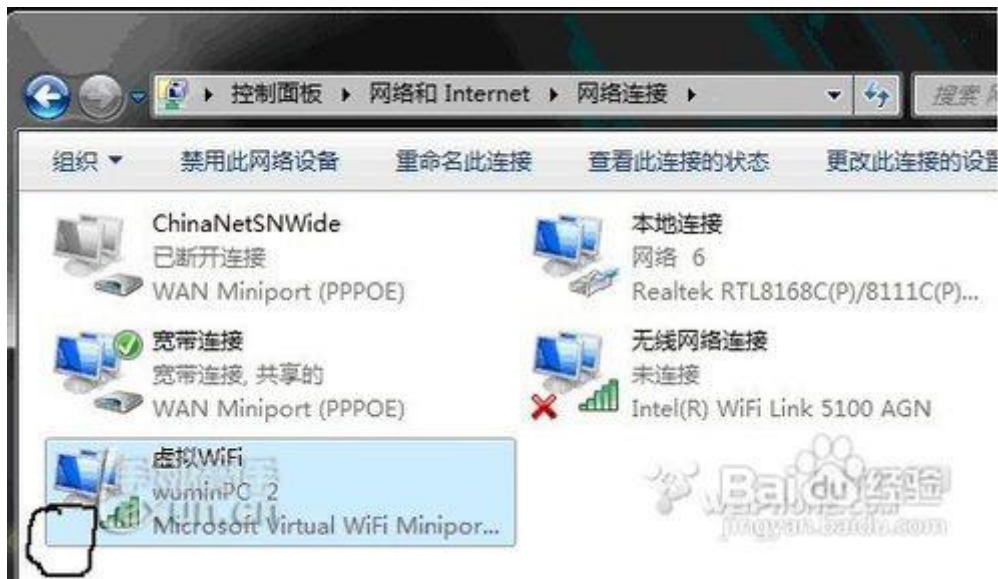 控制面板 网络和 Internet 网络连接 搜索
组织 禁用此网络设备 重命名此连接 查看此连接的状态 更改此连接的设置
ChinaNetSNWide
已断开连接
WAN Miniport (PPPOE)
本地连接
网络 6
Realtek RTL8168C(P)/8111C(P)...
宽带连接
宽带连接, 共享的
WAN Miniport (PPPOE)
无线网络连接
未连接
Intel(R) WiFi Link 5100 AGN
虚拟WiFi
wuminPC 2
Microsoft Virtual WiFi Minipor...
Baidu经验
jingyan.baidu.com